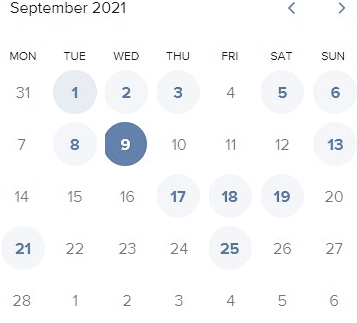 September 2021
MON TUE WED THU FRI SAT SUN
31 1 2 3 4 5 6
7 8 9 10 11 12 13
14 15 16 17 18 19 20
21 22 23 24 25 26 27
28 1 2 3 4 5 6